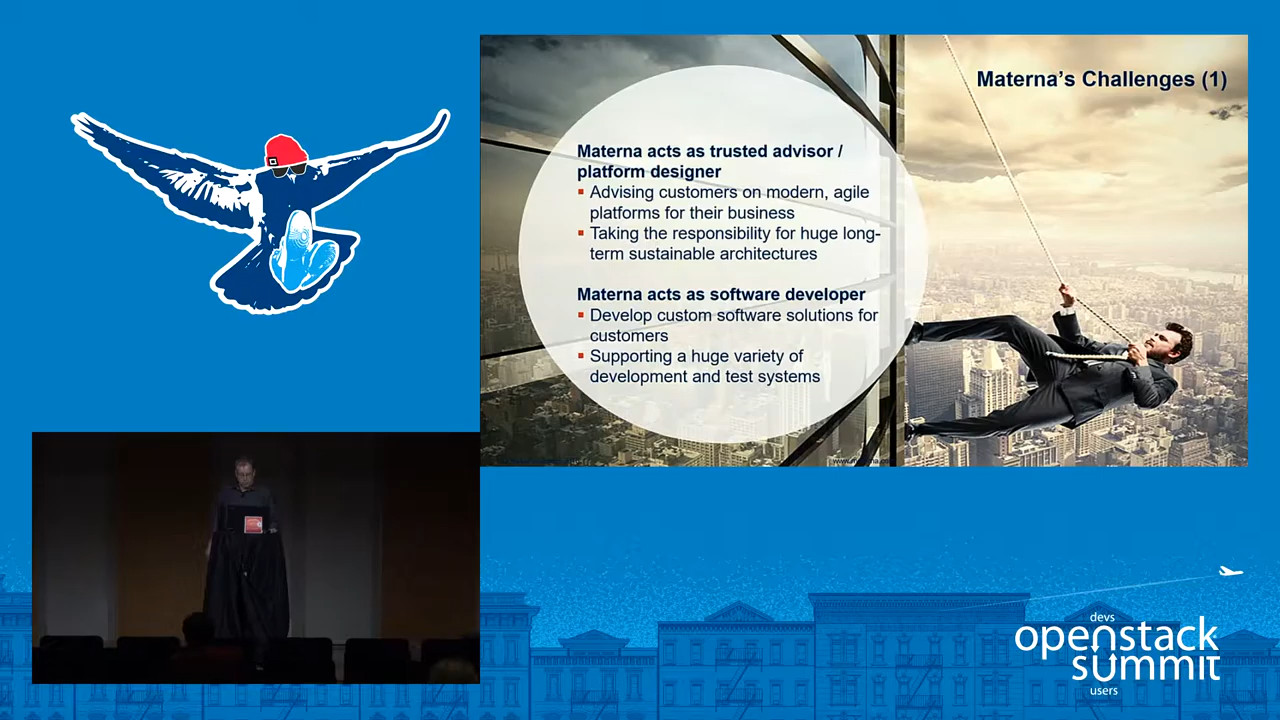 Materna's Challenges (1)
Materna acts as trusted advisor /
platform designer
▪ Advising customers on modern, agile
platforms for their business
▪ Taking the responsibility for huge long-
term sustainable architectures
Materna acts as software developer
▪ Develop custom software solutions for
customers
▪ Supporting a huge variety of
development and test systems
devs
openstack
summit
users